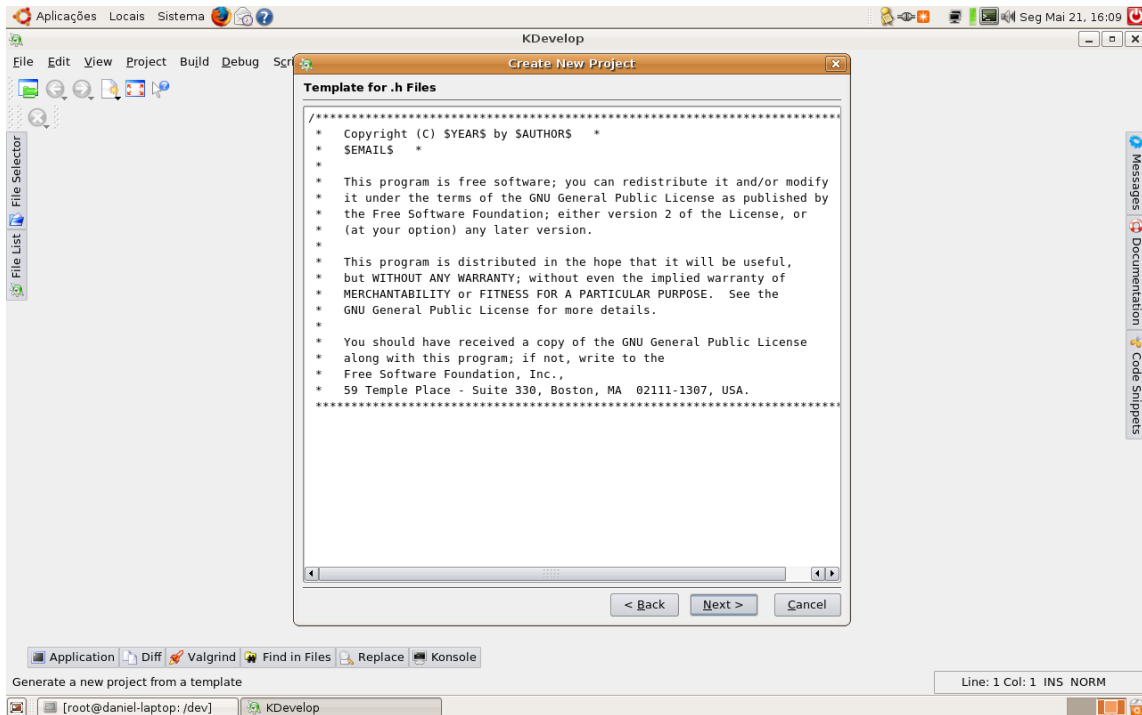 Aplicações Locais Sistema Seg Mai 21, 16:09
KDevelop
File Edit View Project Build Debug Scri
Create New Project
Template for .h Files
/**************************************************************************
* Copyright (C) $YEAR$ by $AUTHOR$ *
* $EMAIL$ *
*
* This program is free software; you can redistribute it and/or modify
* it under the terms of the GNU General Public License as published by
* the Free Software Foundation; either version 2 of the License, or
* (at your option) any later version.
*
* This program is distributed in the hope that it will be useful,
* but WITHOUT ANY WARRANTY; without even the implied warranty of
* MERCHANTABILITY or FITNESS FOR A PARTICULAR PURPOSE. See the
* GNU General Public License for more details.
*
* You should have received a copy of the GNU General Public License
* along with this program; if not, write to the
* Free Software Foundation, Inc.,
* 59 Temple Place - Suite 330, Boston, MA 02111-1307, USA.
**************************************************************************
File Selector
File List
Messages
Documentation
Code Snippets
< Back Next > Cancel
Application Diff Valgrind Find in Files Replace Konsole
Generate a new project from a template Line: 1 Col: 1 INS NORM
[root@daniel-laptop: /dev] KDevelop